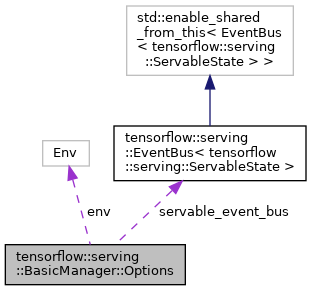 std::enable_shared
_from_this< EventBus
< tensorflow::serving
::ServableState > >
tensorflow::serving
::EventBus< tensorflow
::serving::ServableState >
Env
env
servable_event_bus
tensorflow::serving
::BasicManager::Options